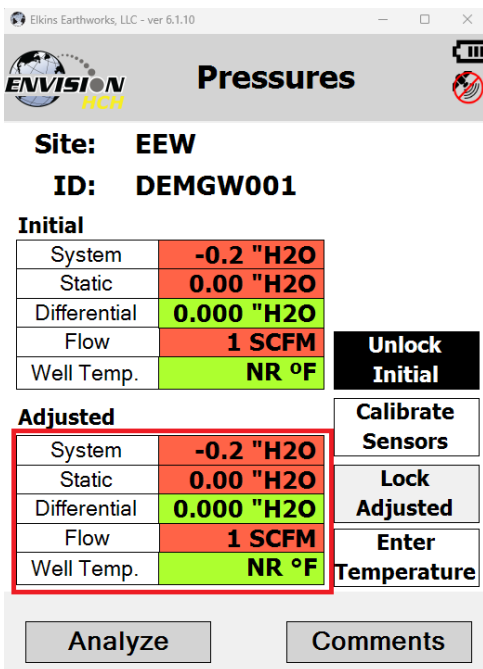 Elkins Earthworks, LLC - ver 6.1.10
ENVISION
HCH
Pressures
Site: EEW
ID: DEMGW001
Initial
System -0.2 "H2O
Static 0.00 "H2O
Differential 0.000 "H2O
Flow 1 SCFM
Well Temp. NR ºF
Unlock
Initial
Adjusted
System -0.2 "H2O
Static 0.00 "H2O
Differential 0.000 "H2O
Flow 1 SCFM
Well Temp. NR °F
Calibrate
Sensors
Lock
Adjusted
Enter
Temperature
Analyze
Comments